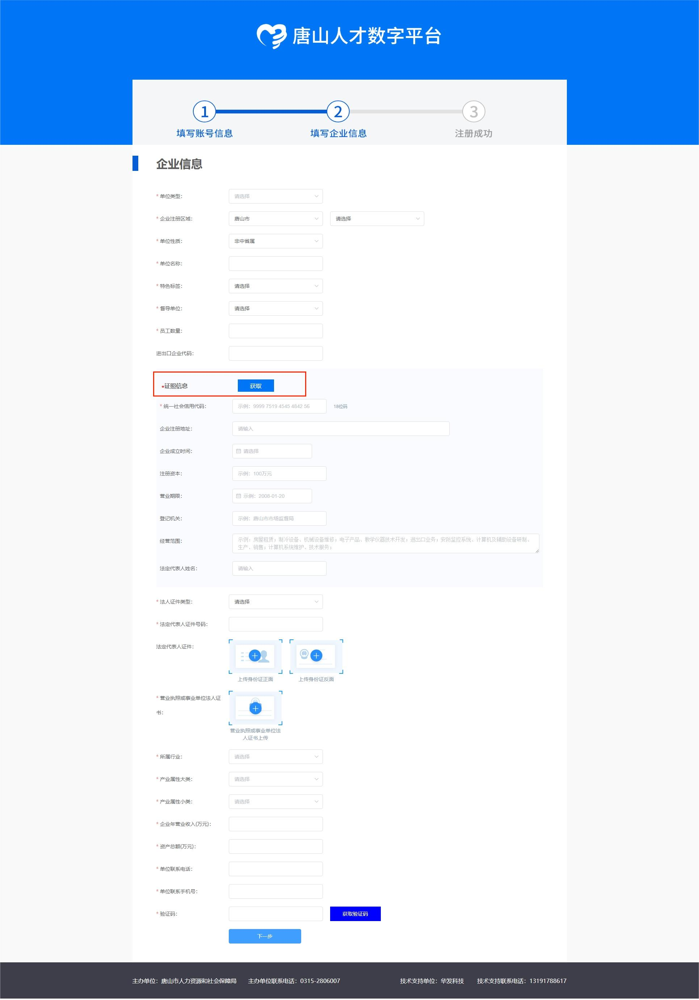 唐山人才数字平台
1 2 3
填写账号信息 填写企业信息 注册成功
企业信息
* 单位类型： 请选择
* 企业注册区域： 唐山市 请选择
* 单位性质： 非中省属
* 单位名称：
* 特色标签： 请选择
* 督导单位： 请选择
* 员工数量：
进出口企业代码：
*证照信息 获取
* 统一社会信用代码： 示例：9999 7519 4545 4842 56 18位码
企业注册地址： 请输入
企业成立时间： 请选择
注册资本： 示例：100万元
营业期限： 示例：2008-01-20
登记机关： 示例：唐山市市场监督局
经营范围： 示例：房屋租赁；制冷设备、机械设备维修；电子产品、教学仪器技术开发；进出口业务；安防监控系统、计算机及辅助设备研制、
生产、销售；计算机系统维护、技术服务；
法定代表人姓名： 请输入
* 法人证件类型： 请选择
* 法定代表人证件号码：
法定代表人证件：
上传身份证正面 上传身份证反面
* 营业执照或事业单位法人证
书：
营业执照或事业单位法
人证书上传
* 所属行业： 请选择
* 产业属性大类： 请选择
* 产业属性小类： 请选择
* 企业年营业收入(万元)：
* 资产总额(万元)：
* 单位联系电话：
* 单位联系手机号：
* 验证码： 获取验证码
下一步
主办单位：唐山市人力资源和社会保障局 主办单位联系电话：0315-2806007 技术支持单位：华发科技 技术支持联系电话：13191788617